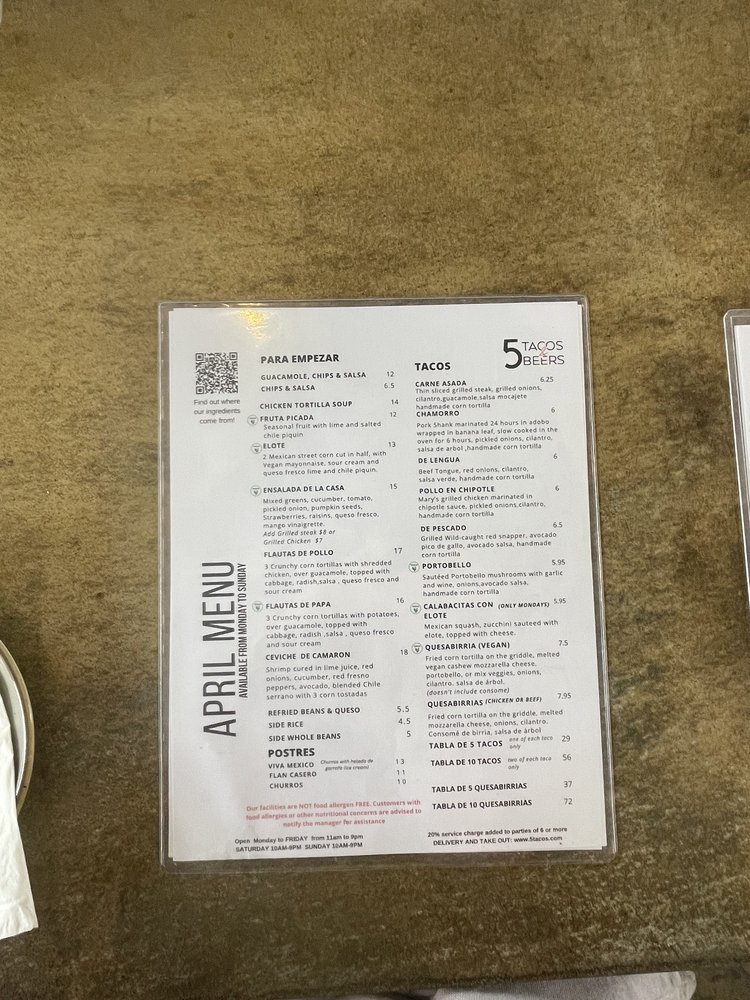 Find out where
our ingredients
come from!
APRIL MENU
AVAILABLE FROM MONDAY TO SUNDAY
PARA EMPEZAR
GUACAMOLE, CHIPS & SALSA 12
CHIPS & SALSA 6.5
CHICKEN TORTILLA SOUP 14
FRUTA PICADA 12
Seasonal fruit with lime and salted
chile piquin
ELOTE 13
2 Mexican street corn cut in half, with
Vegan mayonnaise, sour cream and
queso fresco lime and chile piquin.
ENSALADA DE LA CASA 15
Mixed greens, cucumber, tomato,
pickled onion, pumpkin seeds,
Strawberries, raisins, queso fresco,
mango vinaigrette.
Add Grilled steak $8 or
Grilled Chicken $7
FLAUTAS DE POLLO 17
3 Crunchy corn tortillas with shredded
chicken, over guacamole, topped with
cabbage, radish,salsa , queso fresco and
sour cream
FLAUTAS DE PAPA 16
3 Crunchy corn tortillas with potatoes,
over guacamole, topped with
cabbage, radish ,salsa , queso fresco
and sour cream
CEVICHE DE CAMARON 18
Shrimp cured in lime juice, red
onions, cucumber, red fresno
peppers, avocado, blended Chile
serrano with 3 corn tostadas
REFRIED BEANS & QUESO 5.5
SIDE RICE 4.5
SIDE WHOLE BEANS 5
POSTRES
VIVA MEXICO Churros with helado de 13
garrafa (ice cream)
FLAN CASERO 11
CHURROS 10
Our facilities are NOT food allergen FREE. Customers with
food allergies or other nutritional concerns are advised to
notify the manager for assistance
Open Monday to FRIDAY from 11am to 9pm
SATURDAY 10AM-9PM SUNDAY 10AM-8PM
5 TACOS
& BEERS
TACOS
CARNE ASADA 6.25
Thin sliced grilled steak, grilled onions,
cilantro,guacamole,salsa mocajete
handmade corn tortilla
CHAMORRO 6
Pork Shank marinated 24 hours in adobo
wrapped in banana leaf, slow cooked in the
oven for 6 hours, pickled onions, cilantro,
salsa de arbol ,handmade corn tortilla
DE LENGUA 6
Beef Tongue, red onions, cilantro,
salsa verde, handmade corn tortilla
POLLO EN CHIPOTLE 6
Mary's grilled chicken marinated in
chipotle sauce, pickled onions,cilantro,
handmade corn tortilla
DE PESCADO 6.5
Grilled Wild-caught red snapper, avocado
pico de gallo, avocado salsa, handmade
corn tortilla
PORTOBELLO 5.95
Sautéed Portobello mushrooms with garlic
and wine, onions,avocado salsa,
handmade corn tortilla
CALABACITAS CON (ONLY MONDAYS) 5.95
ELOTE
Mexican squash, zucchini sauteed with
elote, topped with cheese.
QUESABIRRIA (VEGAN) 7.5
Fried corn tortilla on the griddle, melted
vegan cashew mozzarella cheese,
portobello, or mix veggies, onions,
cilantro. salsa de árbol.
(doesn't include consome)
QUESABIRRIAS (CHICKEN OR BEEF) 7.95
Fried corn tortilla on the griddle, melted
mozzarella cheese, onions, cilantro.
Consomé de birria, salsa de árbol
TABLA DE 5 TACOS one of each taco 29
only
TABLA DE 10 TACOS two of each taco 56
only
TABLA DE 5 QUESABIRRIAS 37
TABLA DE 10 QUESABIRRIAS 72
20% service charge added to parties of 6 or more
DELIVERY AND TAKE OUT: www.5tacos.com